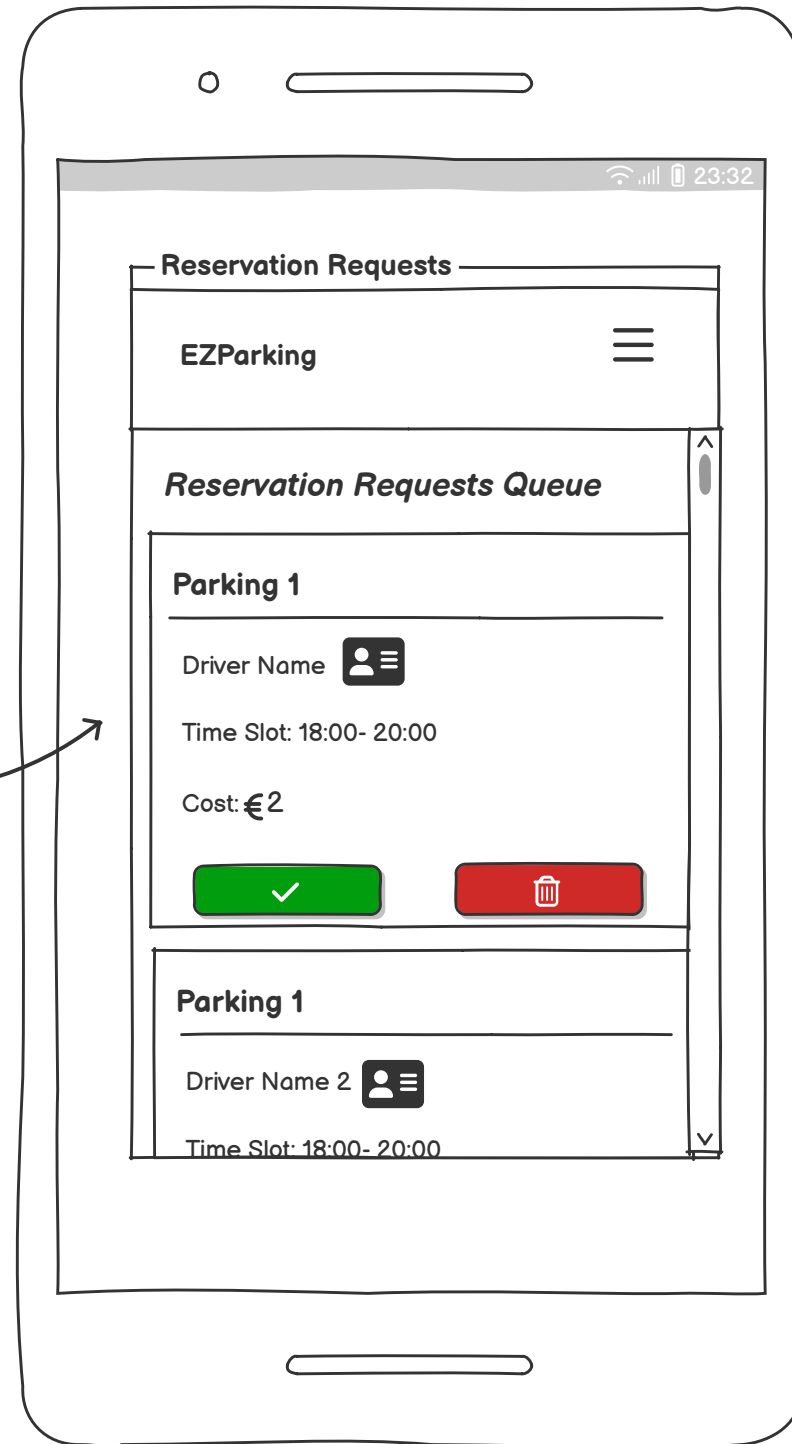 23:32
Reservation Requests
EZParking
Reservation Requests Queue
Parking 1
Driver Name
Time Slot: 18:00- 20:00
Cost: €2
Parking 1
Driver Name 2
Time Slot: 18:00- 20:00